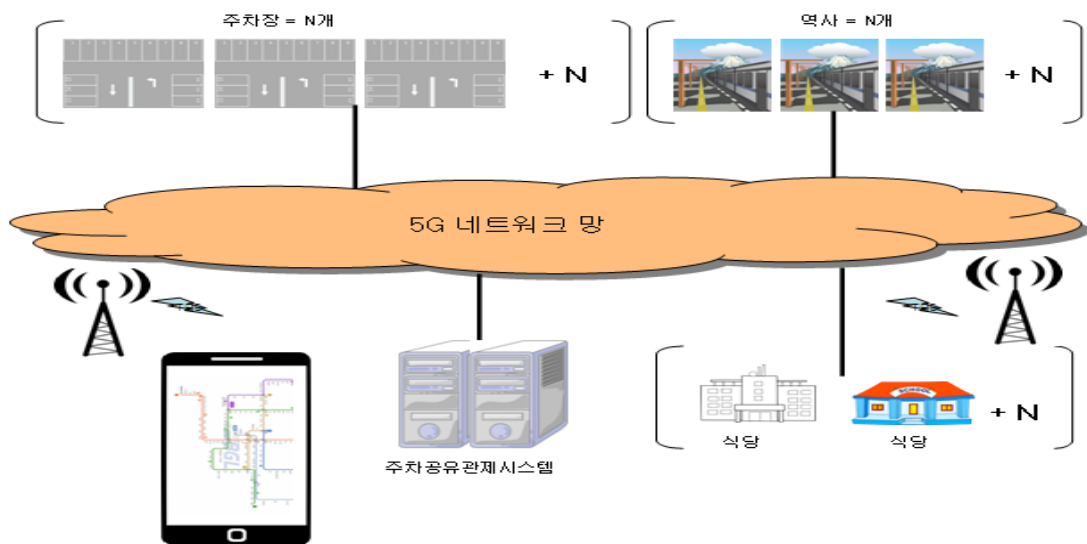 주차장 = N개
역사 = N개
+ N
+ N
5G 네트워크 망
SCHOOL
+ N
식당
식당
주차공유관제시스템